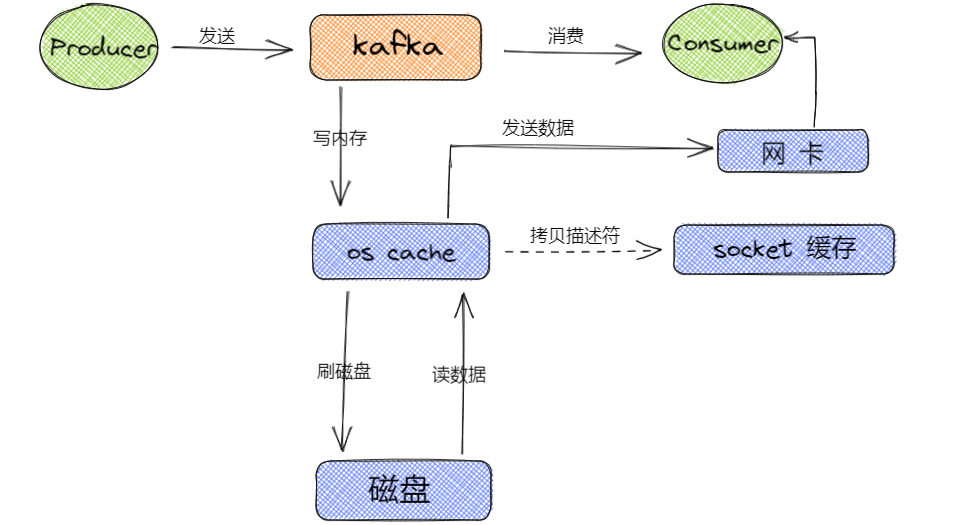 Producer
发送
kafka
消费
Consumer
写内存
发送数据
网 卡
os cache
拷贝描述符
socket 缓存
刷磁盘
读数据
磁盘